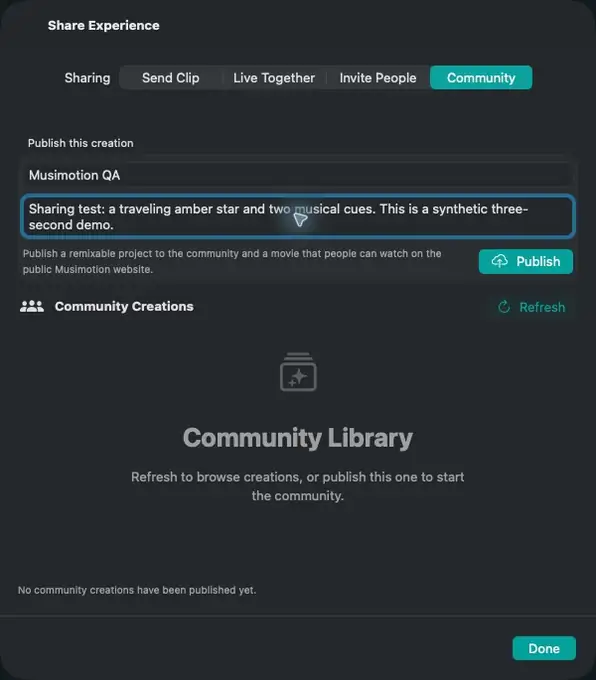 Share Experience
Sharing
Send Clip
Live Together
Invite People
Community
Publish this creation
Musimotion QA
Sharing test: a traveling amber star and two musical cues. This is a synthetic three-
second demo.
Publish a remixable project to the community and a movie that people can watch on the
public Musimotion website.
Publish
Community Creations
Refresh
Community Library
Refresh to browse creations, or publish this one to start
the community.
No community creations have been published yet.
Done